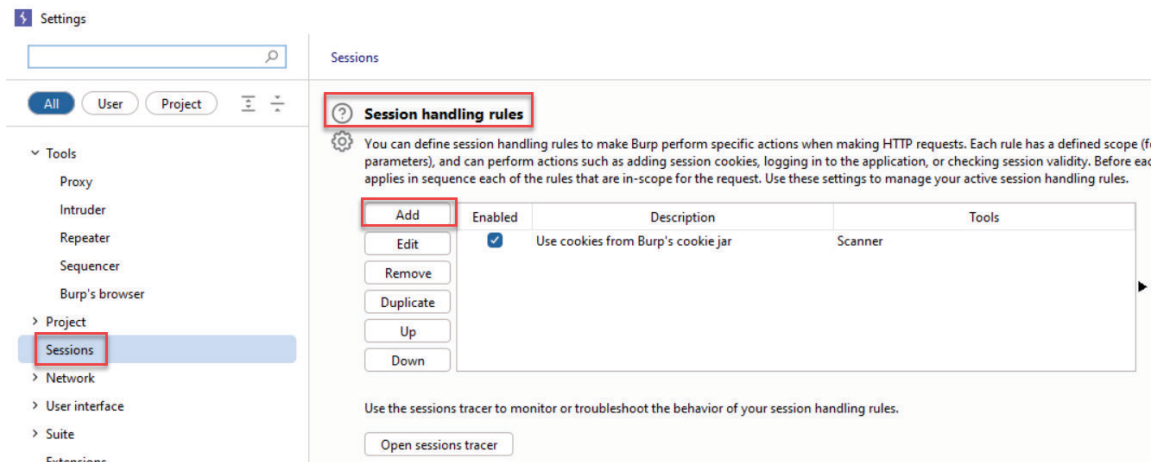 Settings
Sessions
All
User
Project
Session handling rules
You can define session handling rules to make Burp perform specific actions when making HTTP requests. Each rule has a defined scope
parameters), and can perform actions such as adding session cookies, logging in to the application, or checking session validity. Before
applies in sequence each of the rules that are in-scope for the request. Use these settings to manage your active session handling rules.
Tools
Proxy
Intruder
Repeater
Sequencer
Burp's browser
Project
Sessions
Network
User interface
Suite
Extensions
Add
Enabled
Description
Tools
Edit
Use cookies from Burp's cookie jar
Scanner
Remove
Duplicate
Up
Down
Use the sessions tracer to monitor or troubleshoot the behavior of your session handling rules.
Open sessions tracer